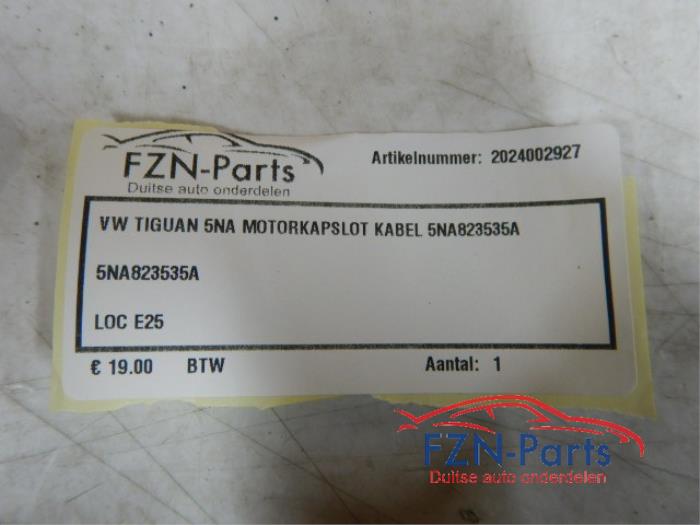 FZN-Parts
Duitse auto onderdelen
Artikelnummer: 2024002927
VW TIGUAN 5NA MOTORKAPSLOT KABEL 5NA823535A
5NA823535A
LOC E25
€ 19.00 BTW Aantal: 1
FZN-Parts
Duitse auto onderdelen